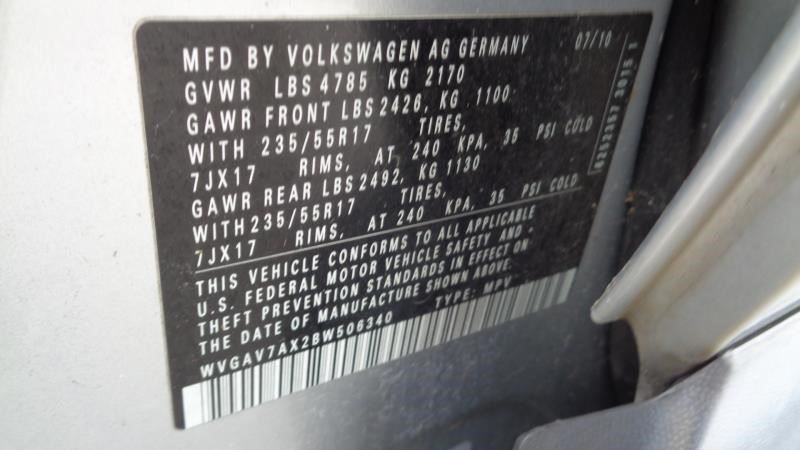 MFD BY VOLKSWAGEN AG GERMANY 07/10
GVWR LBS 4785 KG 2170
GAWR FRONT LBS 2426, KG 1100
WITH 235/55R17 TIRES,
7JX17 RIMS, AT 240 KPA, 35 PSI COLD
GAWR REAR LBS 2492, KG 1130
WITH 235/55R17 TIRES,
7JX17 RIMS, AT 240 KPA, 35 PSI COLD
THIS VEHICLE CONFORMS TO ALL APPLICABLE
U.S. FEDERAL MOTOR VEHICLE SAFETY AND -
THEFT PREVENTION STANDARDS IN EFFECT ON
THE DATE OF MANUFACTURE SHOWN ABOVE.
WVGAV7AX2BW506340 TYPE: MPV